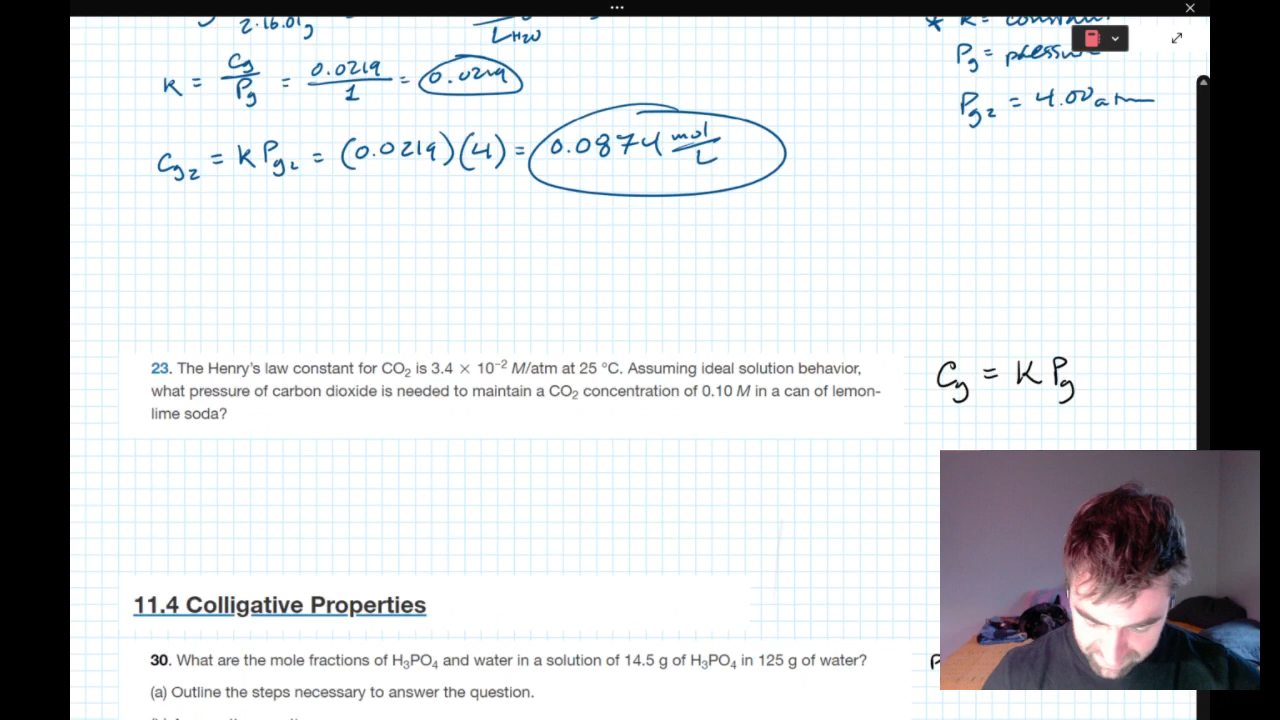 2·16.01g
L H2O
* K = constant
Pg = pressure
K = Cg/Pg = 0.0219/1 = 0.0219
Pg2 = 4.00 atm
Cg2 = K Pg2 = (0.0219)(4) = 0.0874 mol/L
23. The Henry's law constant for CO₂ is 3.4 × 10⁻² M/atm at 25 °C. Assuming ideal solution behavior,
what pressure of carbon dioxide is needed to maintain a CO₂ concentration of 0.10 M in a can of lemon-
lime soda?
Cg = K Pg
11.4 Colligative Properties
30. What are the mole fractions of H₃PO₄ and water in a solution of 14.5 g of H₃PO₄ in 125 g of water?
(a) Outline the steps necessary to answer the question.